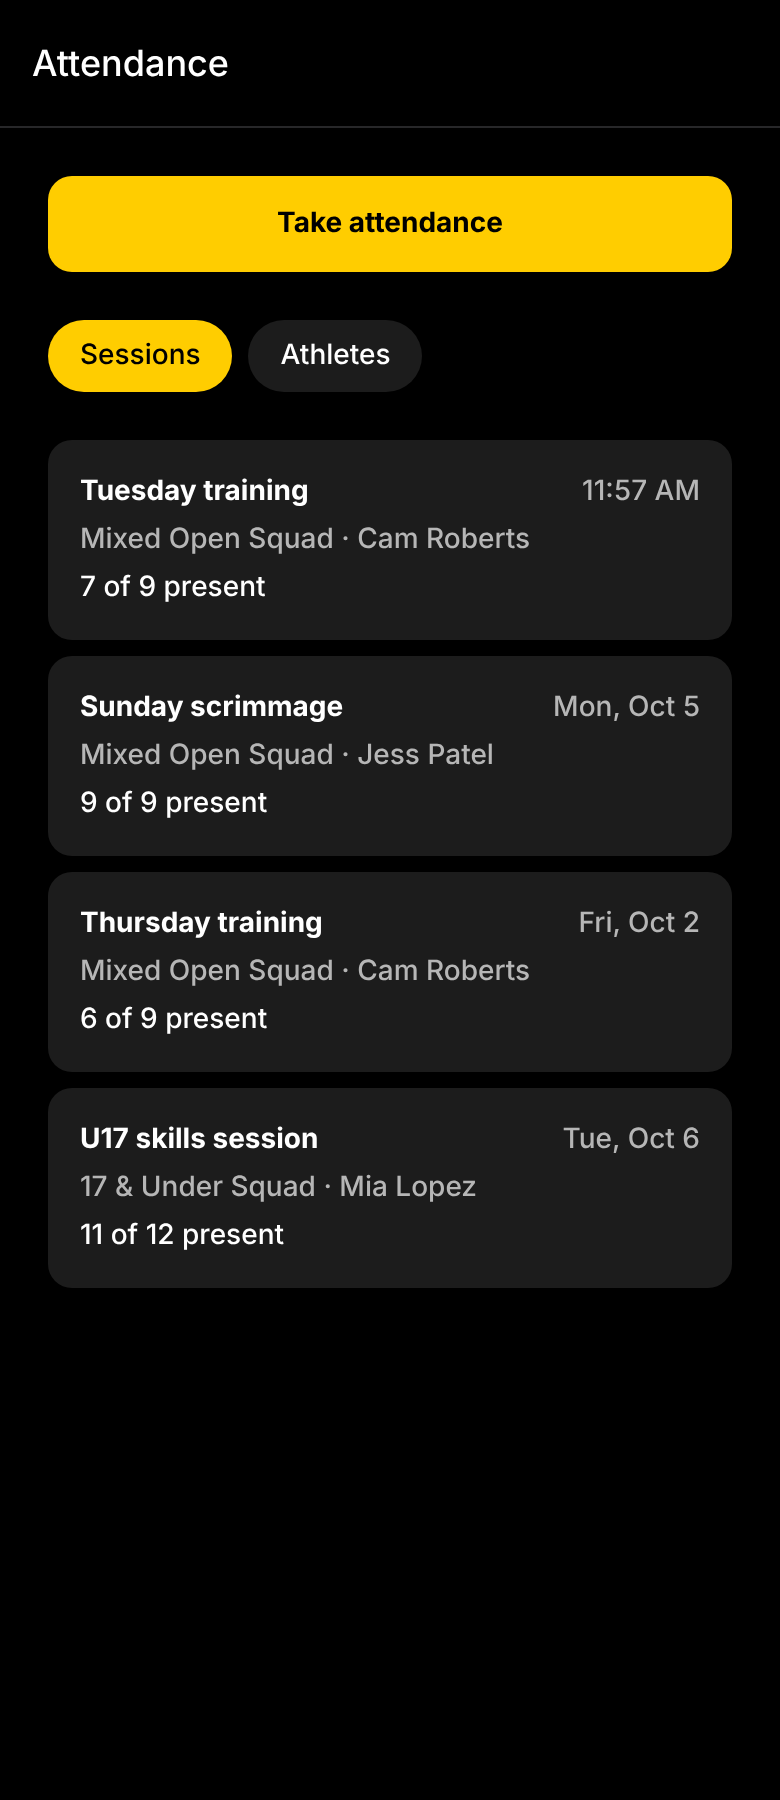 Attendance
Take attendance
Sessions Athletes
Tuesday training 11:57 AM
Mixed Open Squad · Cam Roberts
7 of 9 present
Sunday scrimmage Mon, Oct 5
Mixed Open Squad · Jess Patel
9 of 9 present
Thursday training Fri, Oct 2
Mixed Open Squad · Cam Roberts
6 of 9 present
U17 skills session Tue, Oct 6
17 & Under Squad · Mia Lopez
11 of 12 present